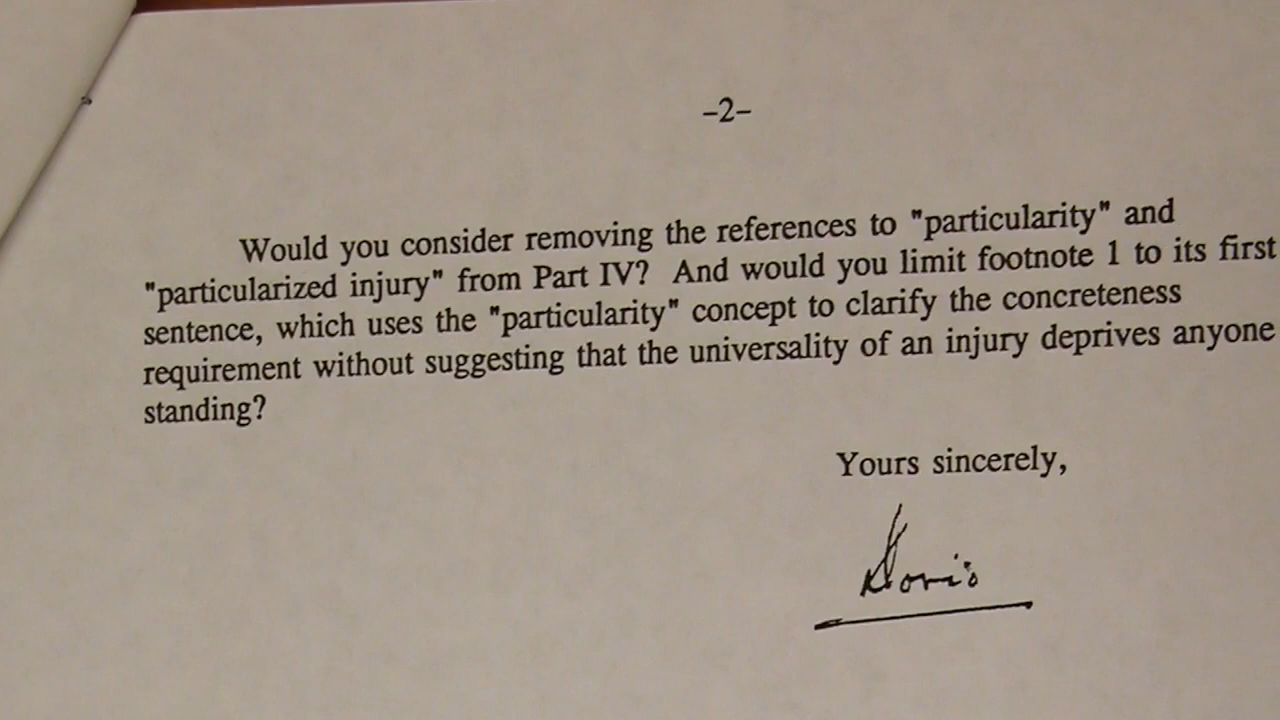 -2-
Would you consider removing the references to "particularity" and
"particularized injury" from Part IV? And would you limit footnote 1 to its first
sentence, which uses the "particularity" concept to clarify the concreteness
requirement without suggesting that the universality of an injury deprives anyone
standing?
Yours sincerely,